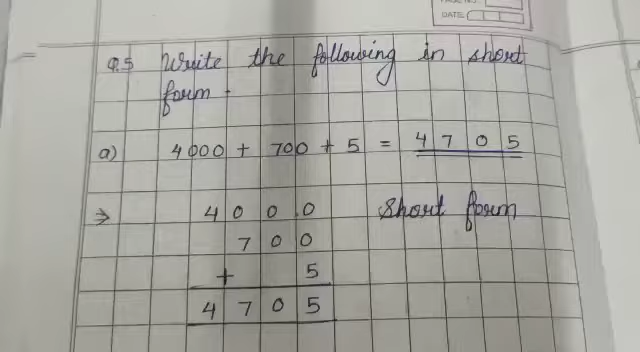 DATE:
Q.5 Write the following in short
form.
a) 4000 + 700 + 5 = 4705
⇒ 4000 Short form
700
+ 5
4705